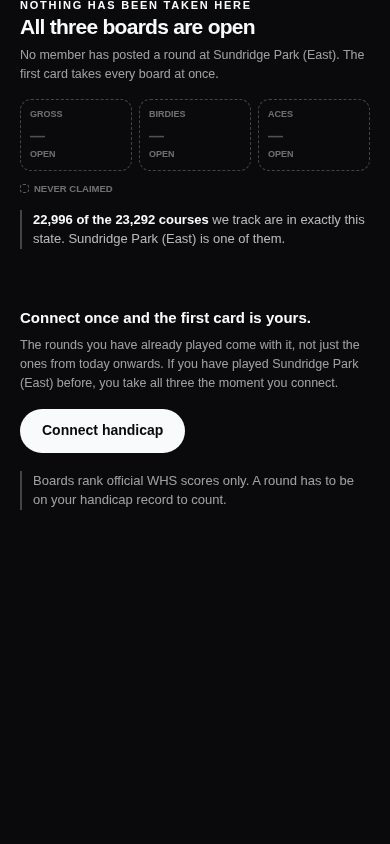 NOTHING HAS BEEN TAKEN HERE
All three boards are open
No member has posted a round at Sundridge Park (East). The
first card takes every board at once.
GROSS
—
OPEN
BIRDIES
—
OPEN
ACES
—
OPEN
NEVER CLAIMED
22,996 of the 23,292 courses we track are in exactly this
state. Sundridge Park (East) is one of them.
Connect once and the first card is yours.
The rounds you have already played come with it, not just the
ones from today onwards. If you have played Sundridge Park
(East) before, you take all three the moment you connect.
Connect handicap
Boards rank official WHS scores only. A round has to be
on your handicap record to count.